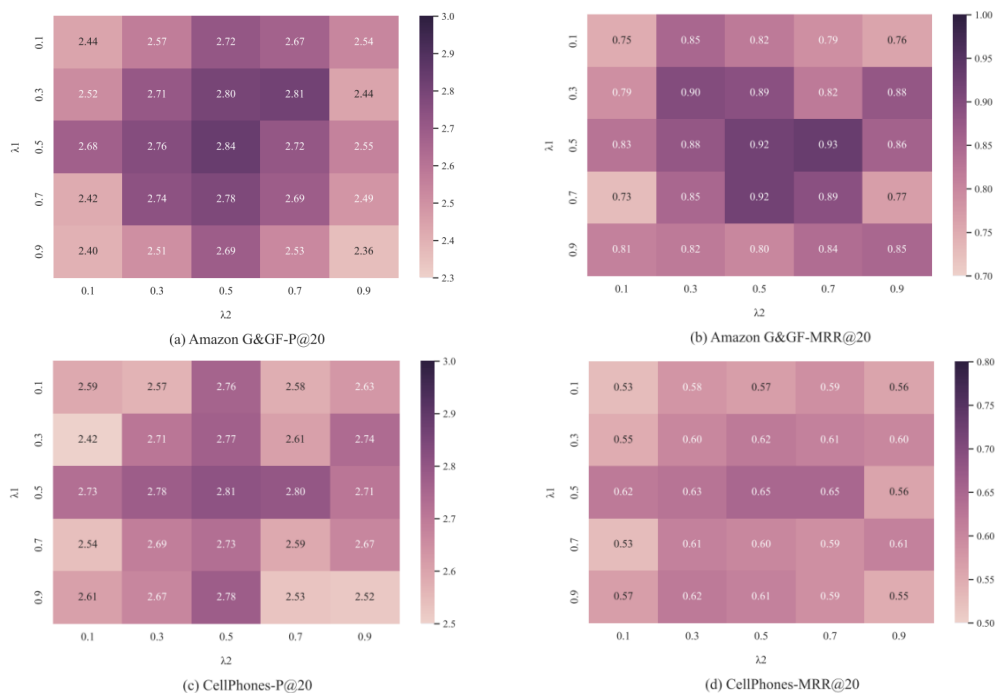 0.1 2.44 2.57 2.72 2.67 2.54
0.3 2.52 2.71 2.80 2.81 2.44
λ1 0.5 2.68 2.76 2.84 2.72 2.55
0.7 2.42 2.74 2.78 2.69 2.49
0.9 2.40 2.51 2.69 2.53 2.36
0.1 0.3 0.5 0.7 0.9
λ2
3.0
2.9
2.8
2.7
2.6
2.5
2.4
2.3
(a) Amazon G&GF-P@20
0.1 0.75 0.85 0.82 0.79 0.76
0.3 0.79 0.90 0.89 0.82 0.88
λ1 0.5 0.83 0.88 0.92 0.93 0.86
0.7 0.73 0.85 0.92 0.89 0.77
0.9 0.81 0.82 0.80 0.84 0.85
0.1 0.3 0.5 0.7 0.9
λ2
1.00
0.95
0.90
0.85
0.80
0.75
0.70
(b) Amazon G&GF-MRR@20
0.1 2.59 2.57 2.76 2.58 2.63
0.3 2.42 2.71 2.77 2.61 2.74
λ1 0.5 2.73 2.78 2.81 2.80 2.71
0.7 2.54 2.69 2.73 2.59 2.67
0.9 2.61 2.67 2.78 2.53 2.52
0.1 0.3 0.5 0.7 0.9
λ2
3.0
2.9
2.8
2.7
2.6
2.5
(c) CellPhones-P@20
0.1 0.53 0.58 0.57 0.59 0.56
0.3 0.55 0.60 0.62 0.61 0.60
λ1 0.5 0.62 0.63 0.65 0.65 0.56
0.7 0.53 0.61 0.60 0.59 0.61
0.9 0.57 0.62 0.61 0.59 0.55
0.1 0.3 0.5 0.7 0.9
λ2
0.80
0.75
0.70
0.65
0.60
0.55
0.50
(d) CellPhones-MRR@20